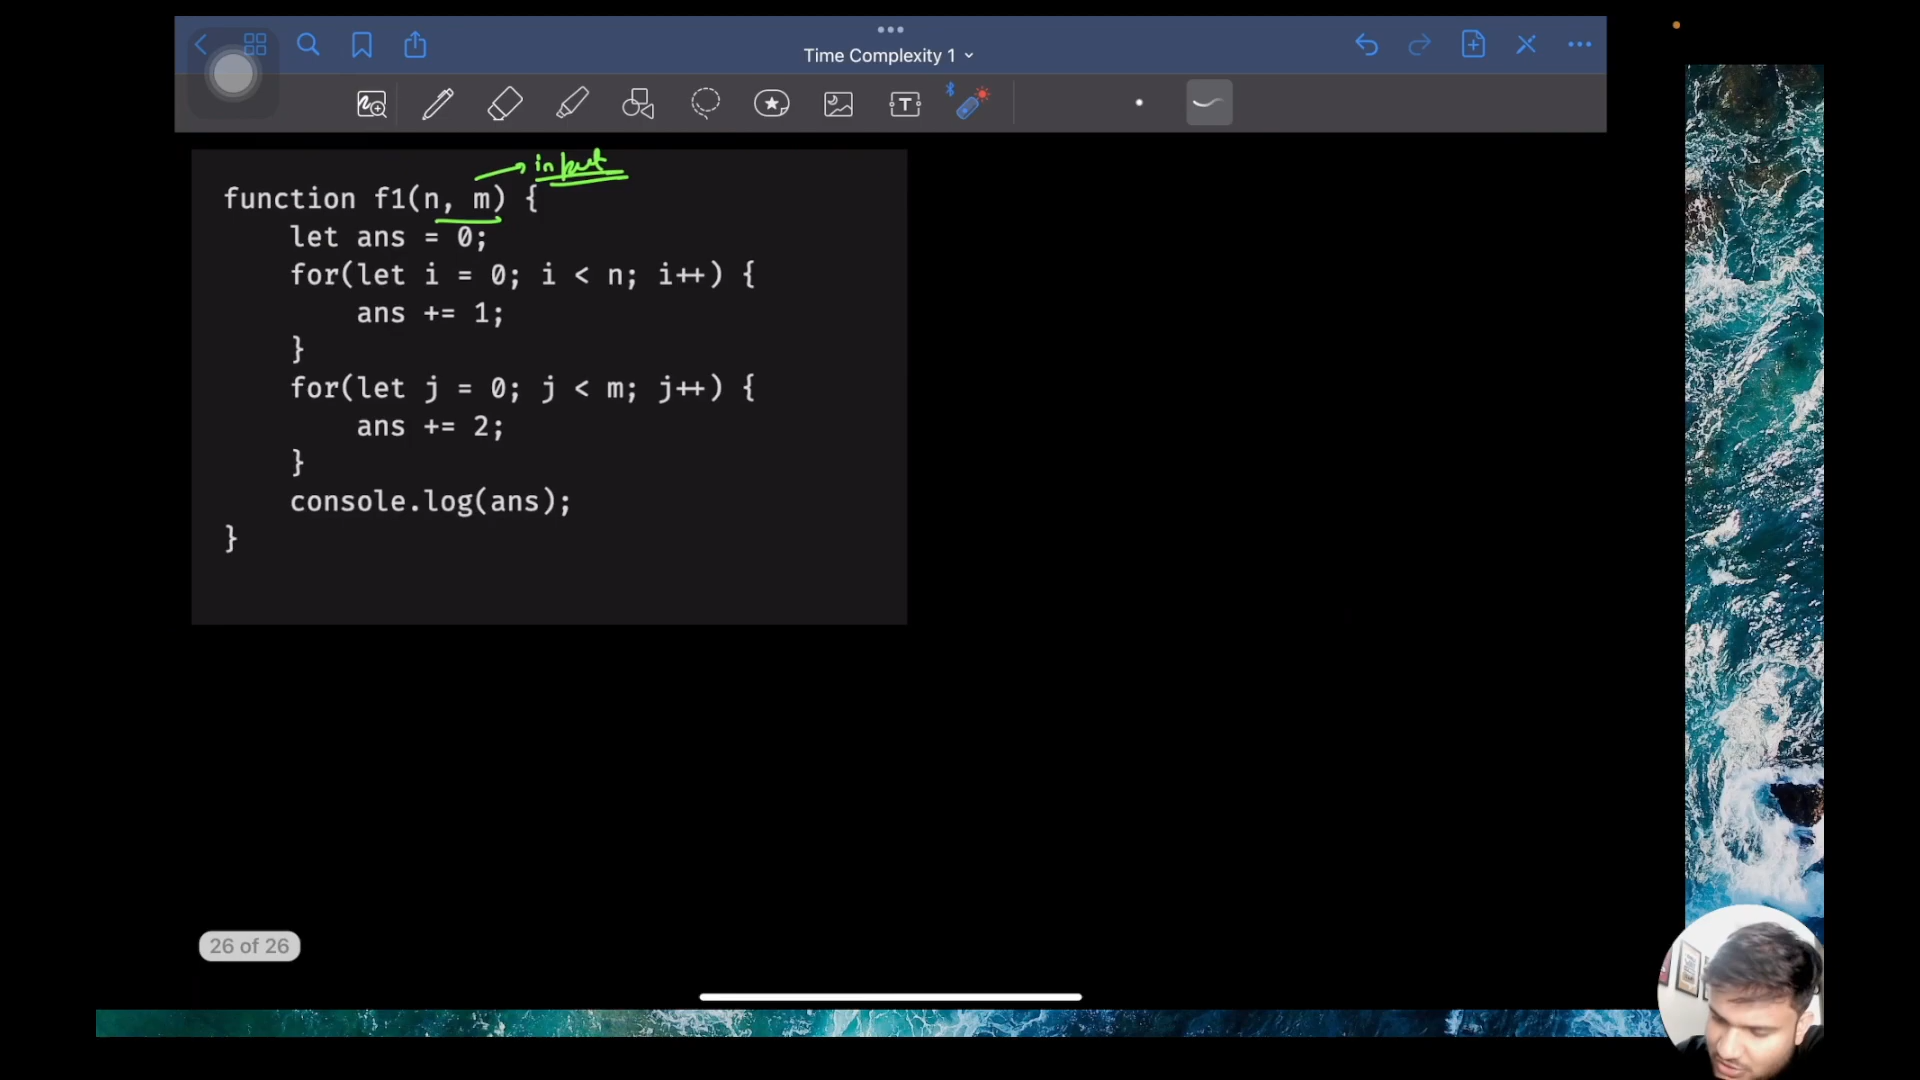 Time Complexity 1
T
input
function f1(n, m) {
let ans = 0;
for(let i = 0; i < n; i++) {
ans += 1;
}
for(let j = 0; j < m; j++) {
ans += 2;
}
console.log(ans);
}
26 of 26